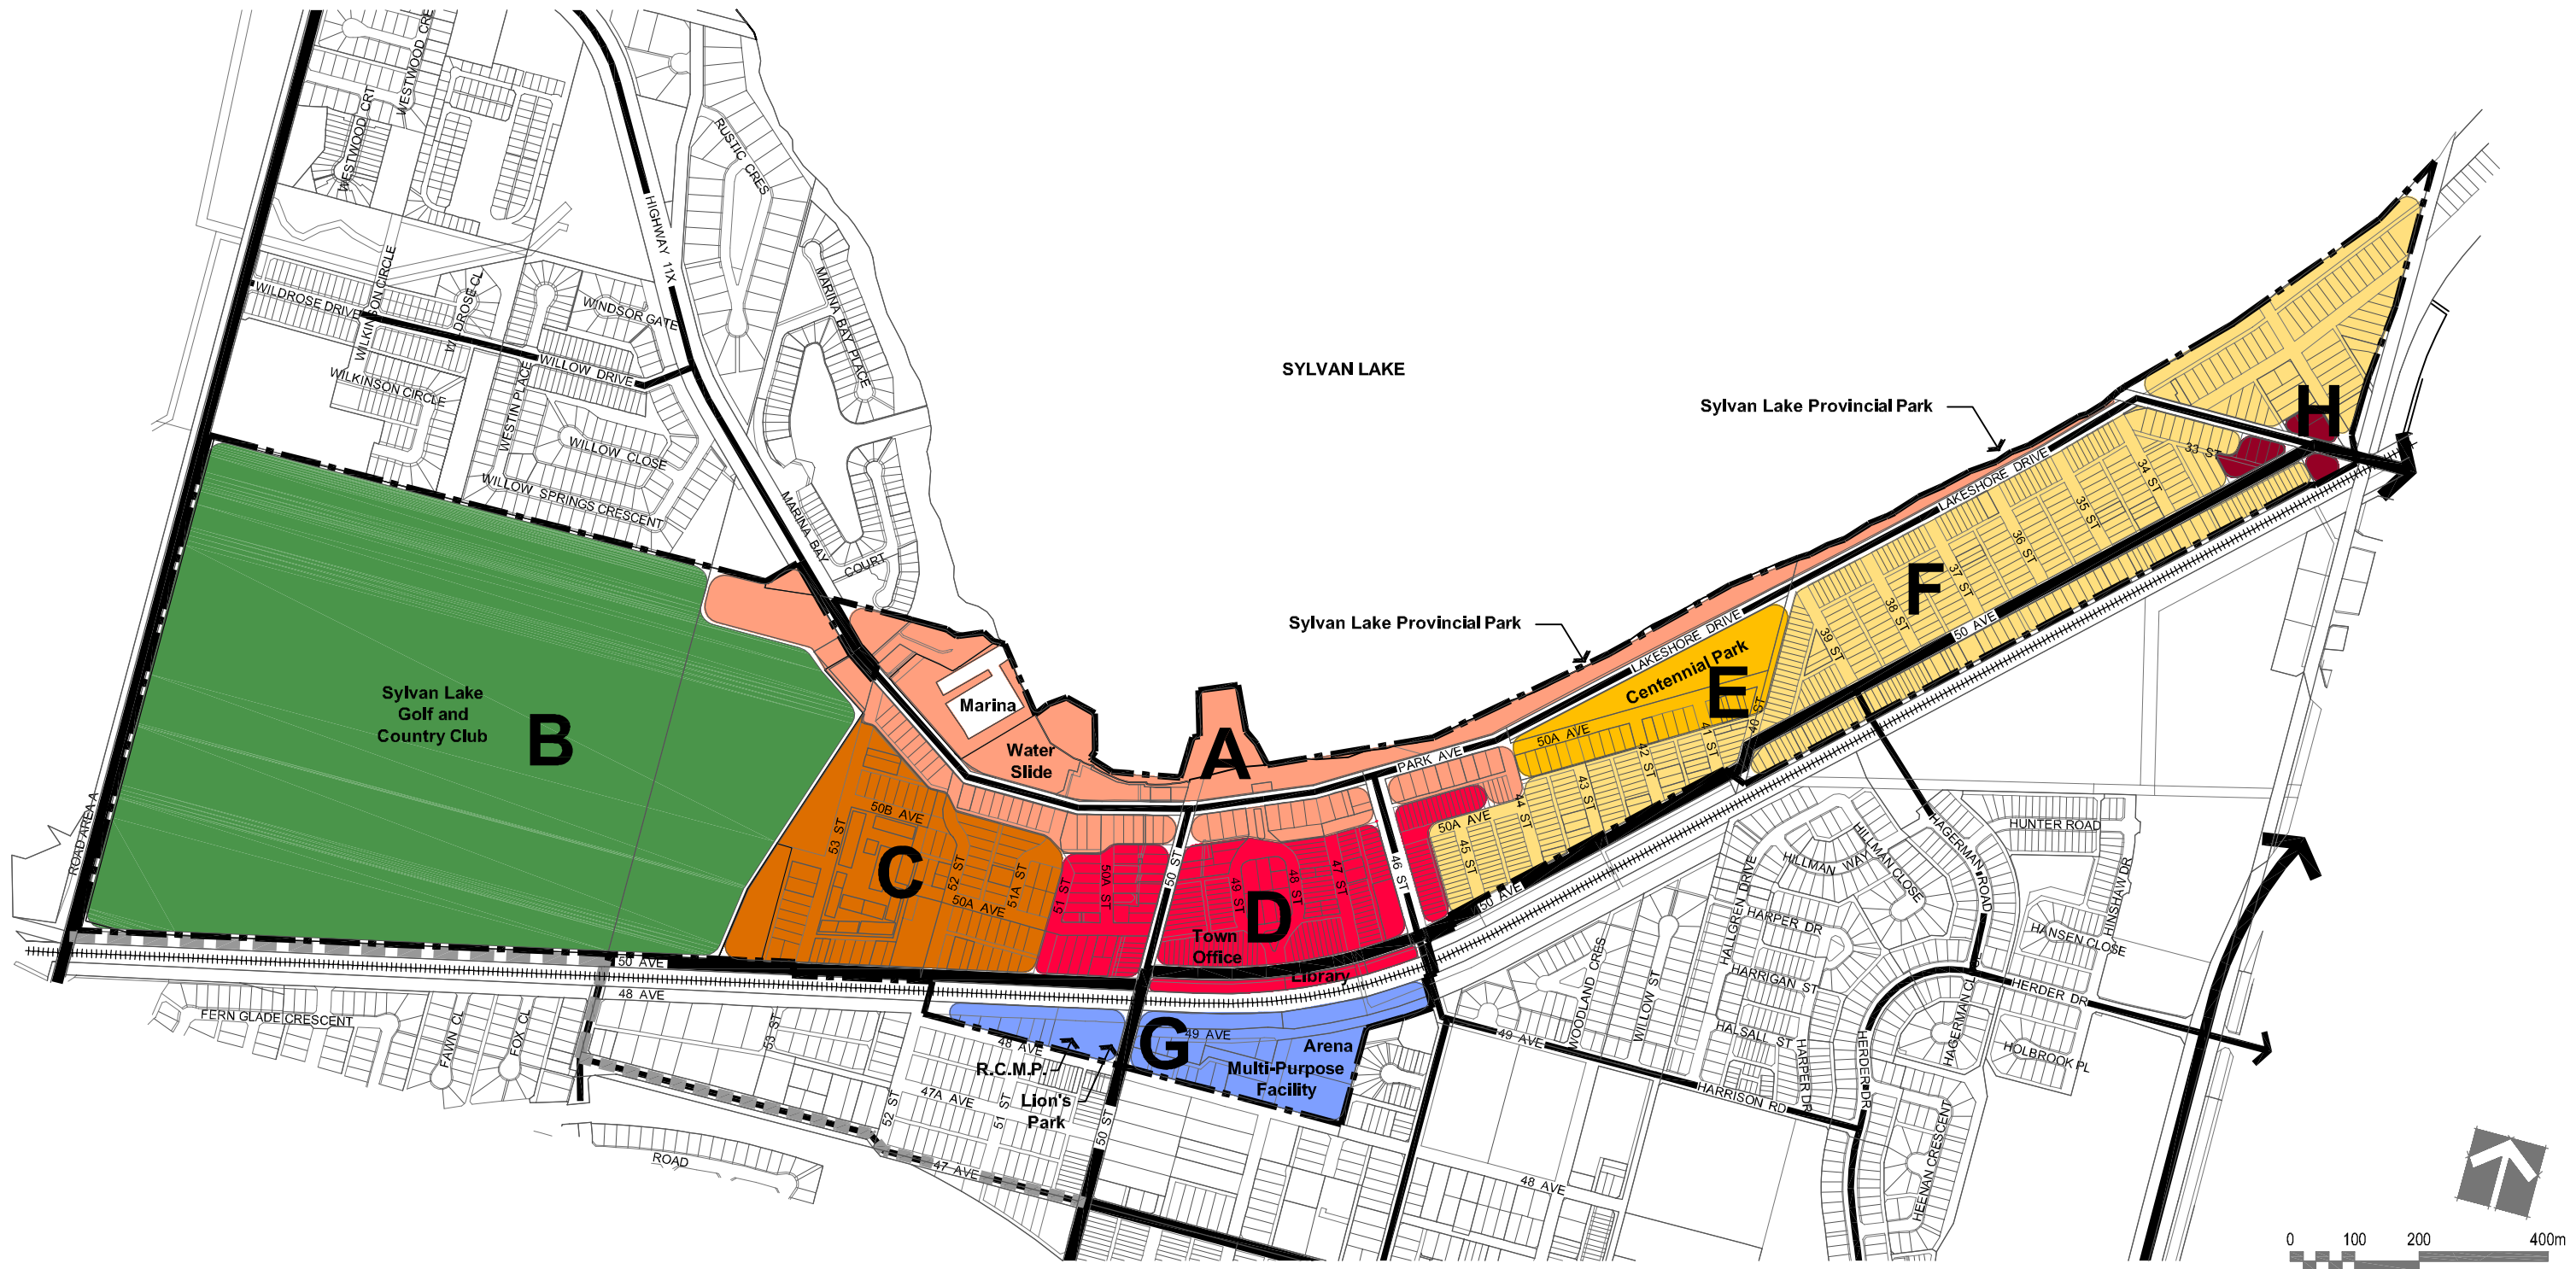 WESTWOOD CRES
WESTWOOD CRT
RUSTIC CRES
HIGHWAY 11X
WILKINSON CIRCLE
WILDROSE CL
WILDROSE DRIVE
WINDSOR GATE
MARINA BAY PLACE
WILLOW DRIVE
WILKINSON CIRCLE
WESTIN PLACE
WILLOW CLOSE
WILLOW SPRINGS CRESCENT
MARINA BAY
COURT
SYLVAN LAKE
Sylvan Lake Provincial Park
LAKESHORE DRIVE
H
33 ST
34 ST
35 ST
36 ST
37 ST
38 ST
39 ST
F
50 AVE
Sylvan Lake Provincial Park
LAKESHORE DRIVE
Centennial Park
E
40 ST
41 ST
42 ST
43 ST
44 ST
45 ST
50A AVE
50A AVE
50 AVE
Sylvan Lake
Golf and
Country Club
B
Marina
Water
Slide
A
PARK AVE
ROAD AREA A
50B AVE
53 ST
C
52 ST
51A ST
50A AVE
51 ST
50A ST
50 ST
49 ST
48 ST
47 ST
46 ST
D
Town
Office
Library
50 AVE
48 AVE
FERN GLADE CRESCENT
FAWN CL
FOX CL
53 ST
52 ST
48 AVE
R.C.M.P.
G
49 AVE
Arena
Multi-Purpose
Facility
Lion's
Park
47A AVE
51 ST
50 ST
47 AVE
ROAD
HUNTER ROAD
HILLMAN WAY
HILLMAN CLOSE
HAGERMAN ROAD
HALLGREN DRIVE
HARPER DR
HINSHAW DR
HANSEN CLOSE
HARRIGAN ST
HERDER DR
WOODLAND CRES
WILLOW ST
49 AVE
HALSALL ST
HARPER DR
HERDER DR
HAGERMAN CL
HOLBROOK PL
HARRISON RD
HENAN CRESCENT
48 AVE
0 100 200 400m